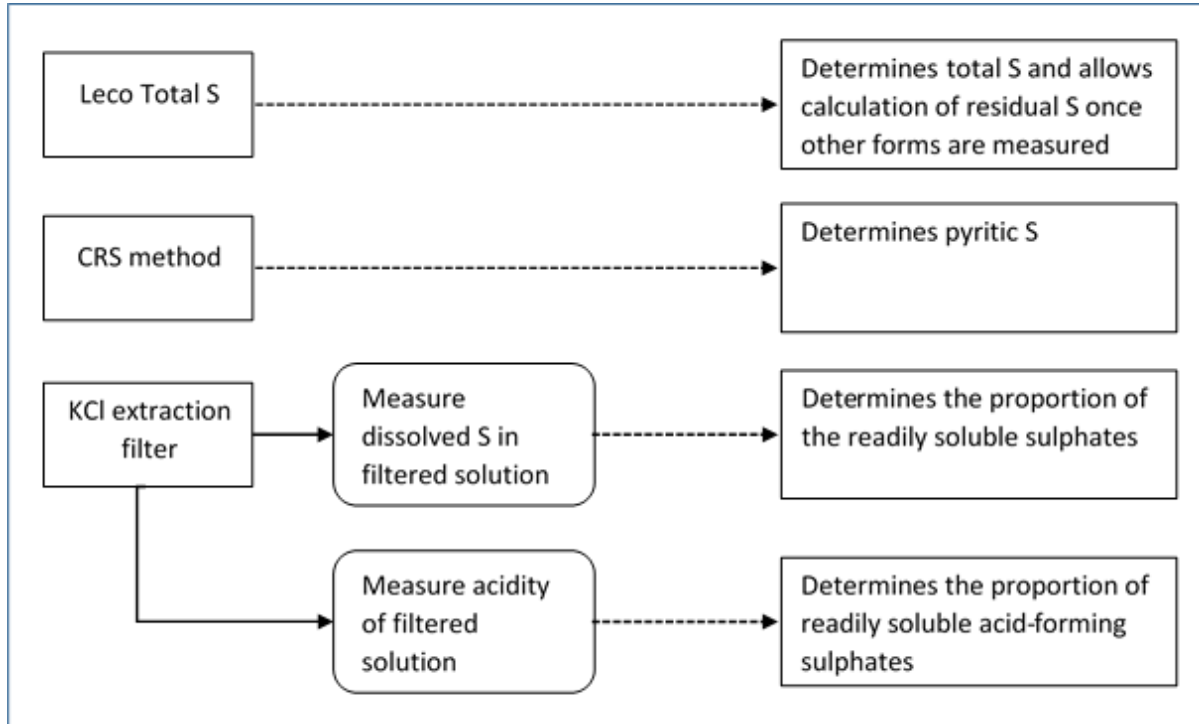 Leco Total S
Determines total S and allows
calculation of residual S once
other forms are measured
CRS method
Determines pyritic S
KCl extraction
filter
Measure
dissolved S in
filtered solution
Determines the proportion of
the readily soluble sulphates
Measure acidity
of filtered
solution
Determines the proportion of
readily soluble acid-forming
sulphates